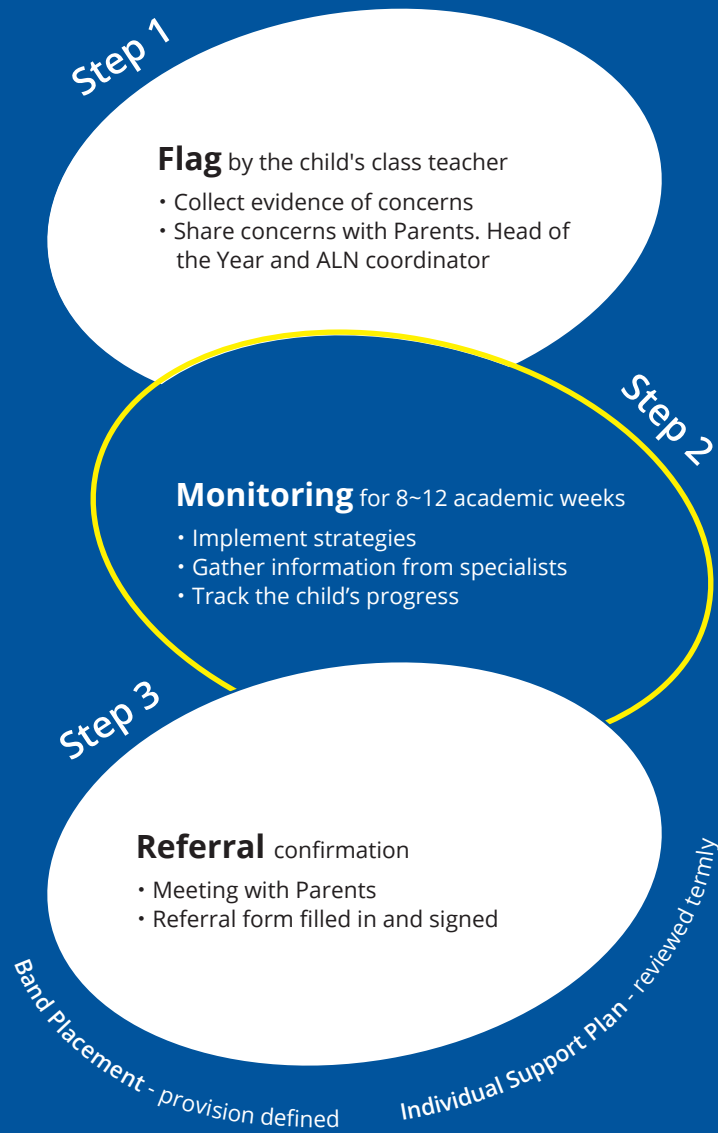 Step 1
Flag by the child's class teacher
• Collect evidence of concerns
• Share concerns with Parents. Head of
the Year and ALN coordinator
Step 2
Monitoring for 8~12 academic weeks
• Implement strategies
• Gather information from specialists
• Track the child’s progress
Step 3
Referral confirmation
• Meeting with Parents
• Referral form filled in and signed
Band Placement - provision defined
Individual Support Plan - reviewed termly